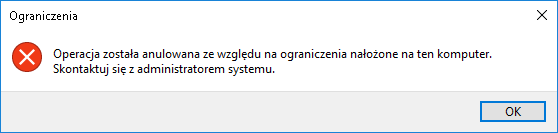 Ograniczenia
Operacja została anulowana ze względu na ograniczenia nałożone na ten komputer.
Skontaktuj się z administratorem systemu.
OK